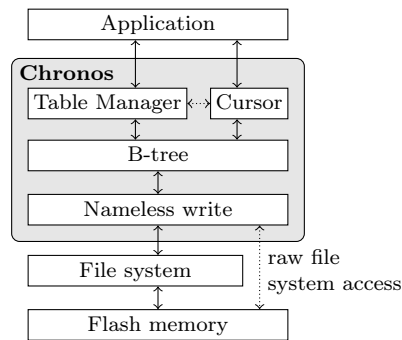 Application
Chronos
Table Manager
Cursor
B-tree
Nameless write
File system
raw file
system access
Flash memory